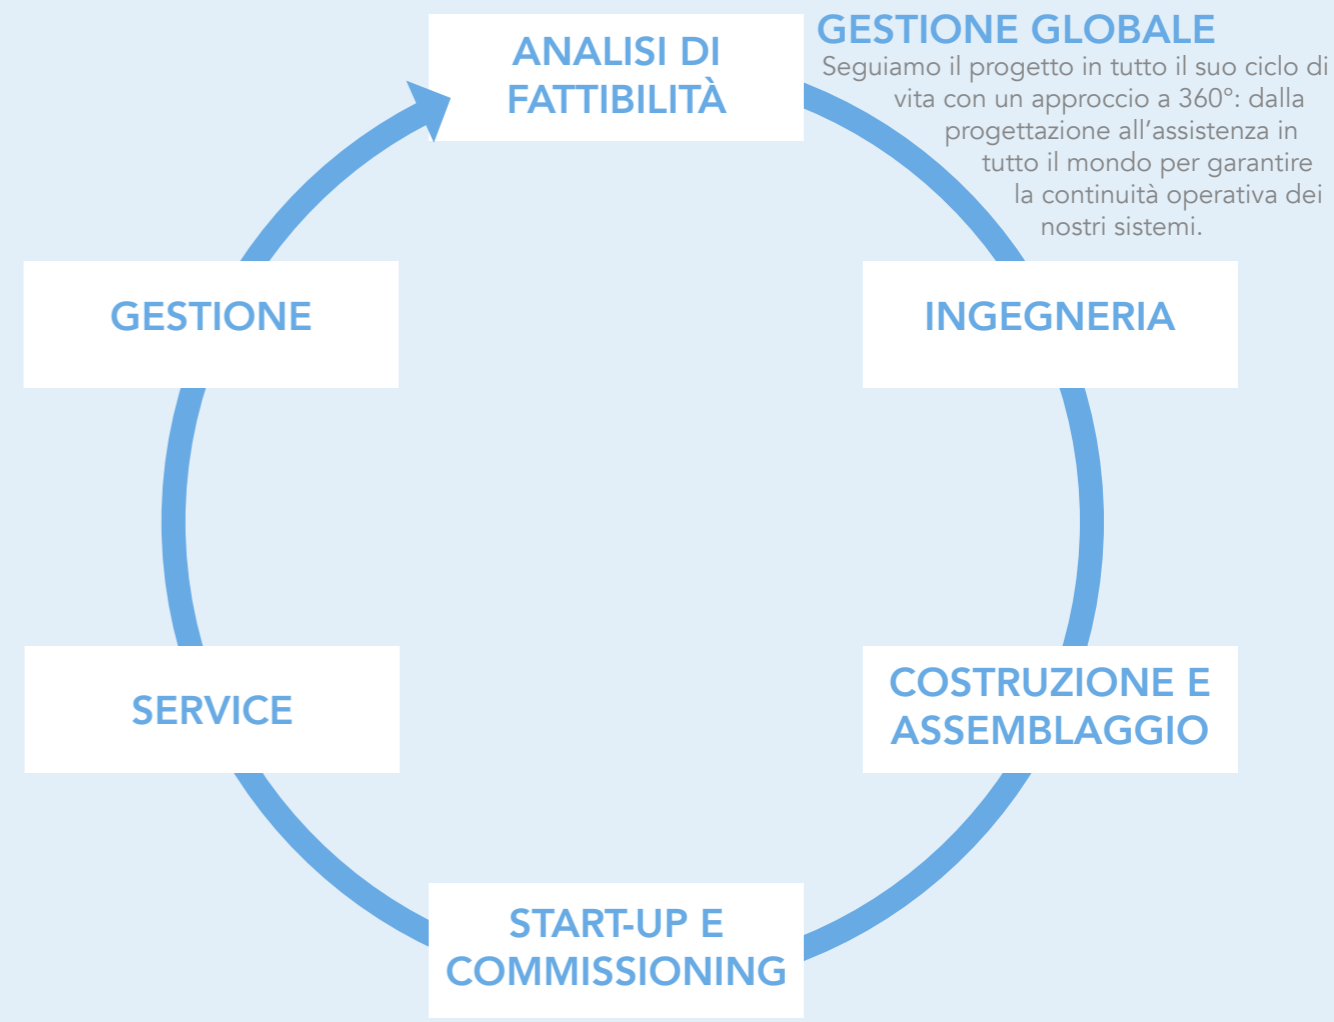 GESTIONE GLOBALE
Seguiamo il progetto in tutto il suo ciclo di
vita con un approccio a 360°: dalla
progettazione all’assistenza in
tutto il mondo per garantire
la continuità operativa dei
nostri sistemi.
ANALISI DI
FATTIBILITÀ
INGEGNERIA
COSTRUZIONE E
ASSEMBLAGGIO
START-UP E
COMMISSIONING
SERVICE
GESTIONE